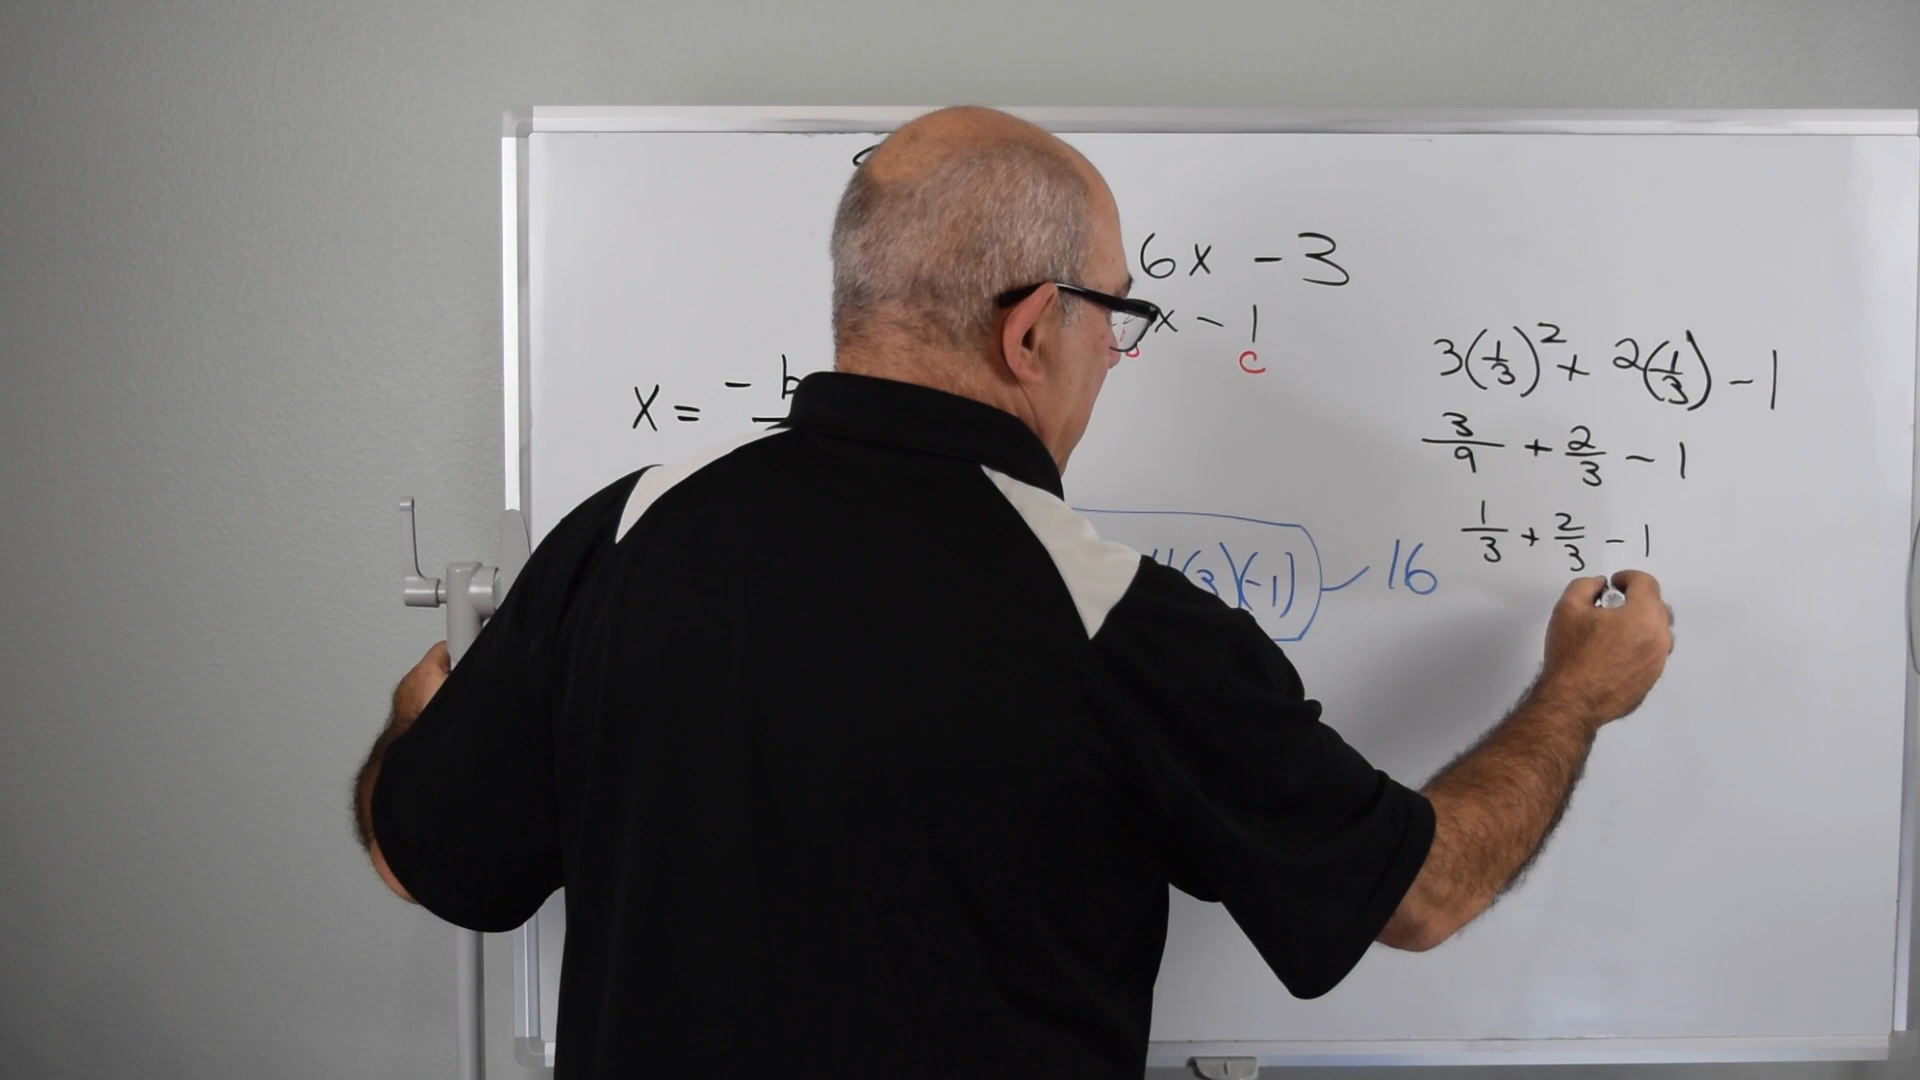 6x - 3
x - 1
c
x = - b
3(1/3)² + 2(1/3) - 1
3/9 + 2/3 - 1
1/3 + 2/3 - 1
(3)(-1) 16